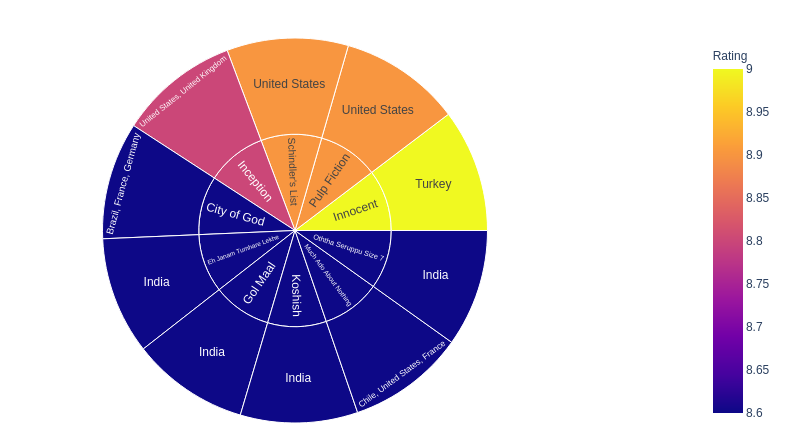 Rating
9
8.95
8.9
8.85
8.8
8.75
8.7
8.65
8.6
United States
Schindler's List
United States
Pulp Fiction
Turkey
Innocent
India
Oththa Seruppu Size 7
Chile, United States, France
Much Ado About Nothing
India
Koshish
India
Gol Maal
India
Eh Janam Tumhare Lekhe
Brazil, France, Germany
City of God
United States, United Kingdom
Inception